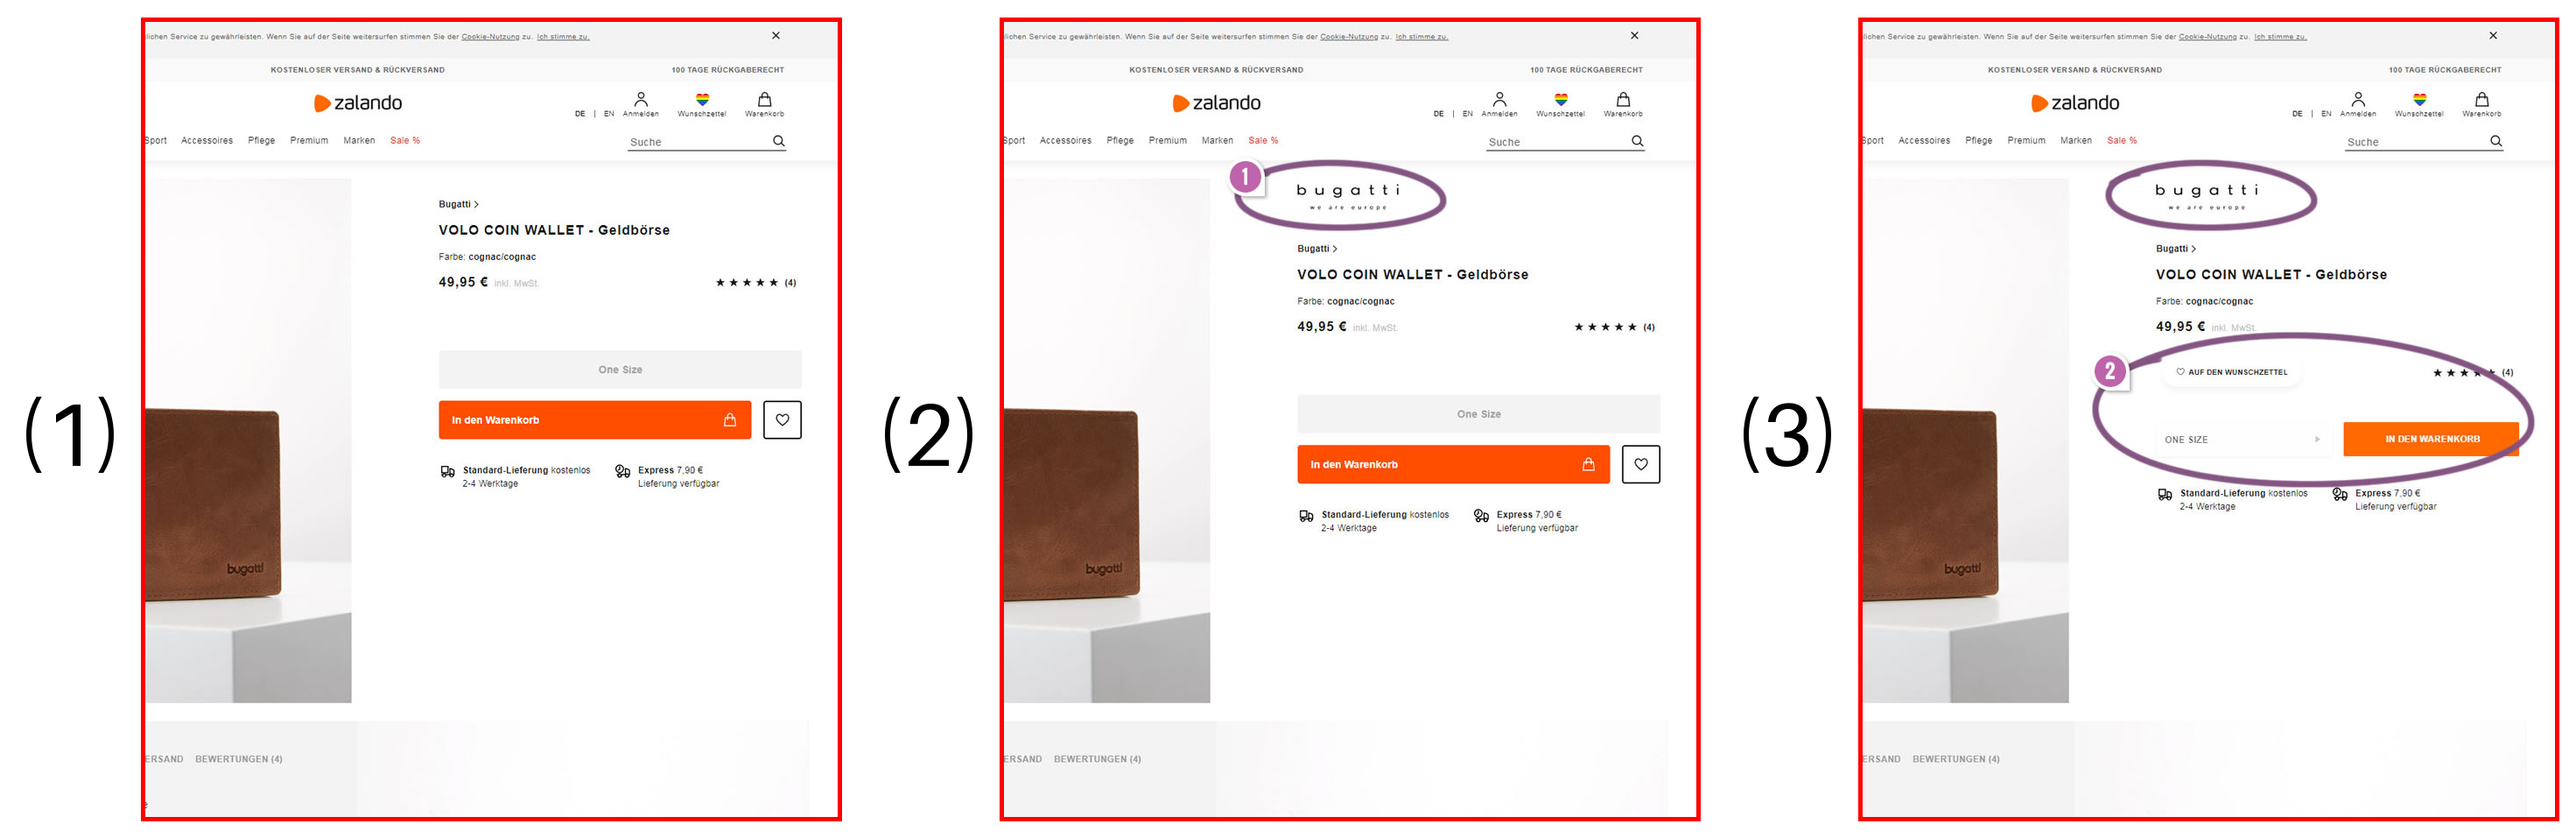 (1)
lichen Service zu gewährleisten. Wenn Sie auf der Seite weitersurfen stimmen Sie der Cookie-Nutzung zu. Ich stimme zu.
KOSTENLOSER VERSAND & RÜCKVERSAND 100 TAGE RÜCKGABERECHT
zalando
DE | EN Anmelden Wunschzettel Warenkorb
Sport Accessoires Pflege Premium Marken Sale %
Suche
Bugatti >
VOLO COIN WALLET - Geldbörse
Farbe: cognac/cognac
49,95 € inkl. MwSt. ★★★★★ (4)
One Size
In den Warenkorb
Standard-Lieferung kostenlos
2-4 Werktage
Express 7,90 €
Lieferung verfügbar
bugatti
ERSAND BEWERTUNGEN (4)
(2)
lichen Service zu gewährleisten. Wenn Sie auf der Seite weitersurfen stimmen Sie der Cookie-Nutzung zu. Ich stimme zu.
KOSTENLOSER VERSAND & RÜCKVERSAND 100 TAGE RÜCKGABERECHT
zalando
DE | EN Anmelden Wunschzettel Warenkorb
Sport Accessoires Pflege Premium Marken Sale %
Suche
1
bugatti
we are europe
Bugatti >
VOLO COIN WALLET - Geldbörse
Farbe: cognac/cognac
49,95 € inkl. MwSt. ★★★★★ (4)
One Size
In den Warenkorb
Standard-Lieferung kostenlos
2-4 Werktage
Express 7,90 €
Lieferung verfügbar
bugatti
ERSAND BEWERTUNGEN (4)
(3)
lichen Service zu gewährleisten. Wenn Sie auf der Seite weitersurfen stimmen Sie der Cookie-Nutzung zu. Ich stimme zu.
KOSTENLOSER VERSAND & RÜCKVERSAND 100 TAGE RÜCKGABERECHT
zalando
DE | EN Anmelden Wunschzettel Warenkorb
Sport Accessoires Pflege Premium Marken Sale %
Suche
bugatti
we are europe
Bugatti >
VOLO COIN WALLET - Geldbörse
Farbe: cognac/cognac
49,95 € inkl. MwSt.
2
AUF DEN WUNSCHZETTEL ★★★★★ (4)
ONE SIZE IN DEN WARENKORB
Standard-Lieferung kostenlos
2-4 Werktage
Express 7,90 €
Lieferung verfügbar
bugatti
ERSAND BEWERTUNGEN (4)